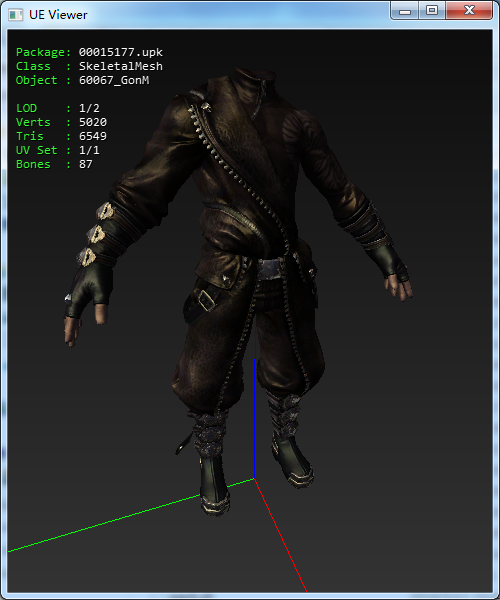 UE Viewer
Package: 00015177.upk
Class : SkeletalMesh
Object : 60067_GonM
LOD : 1/2
Verts : 5020
Tris : 6549
UV Set : 1/1
Bones : 87